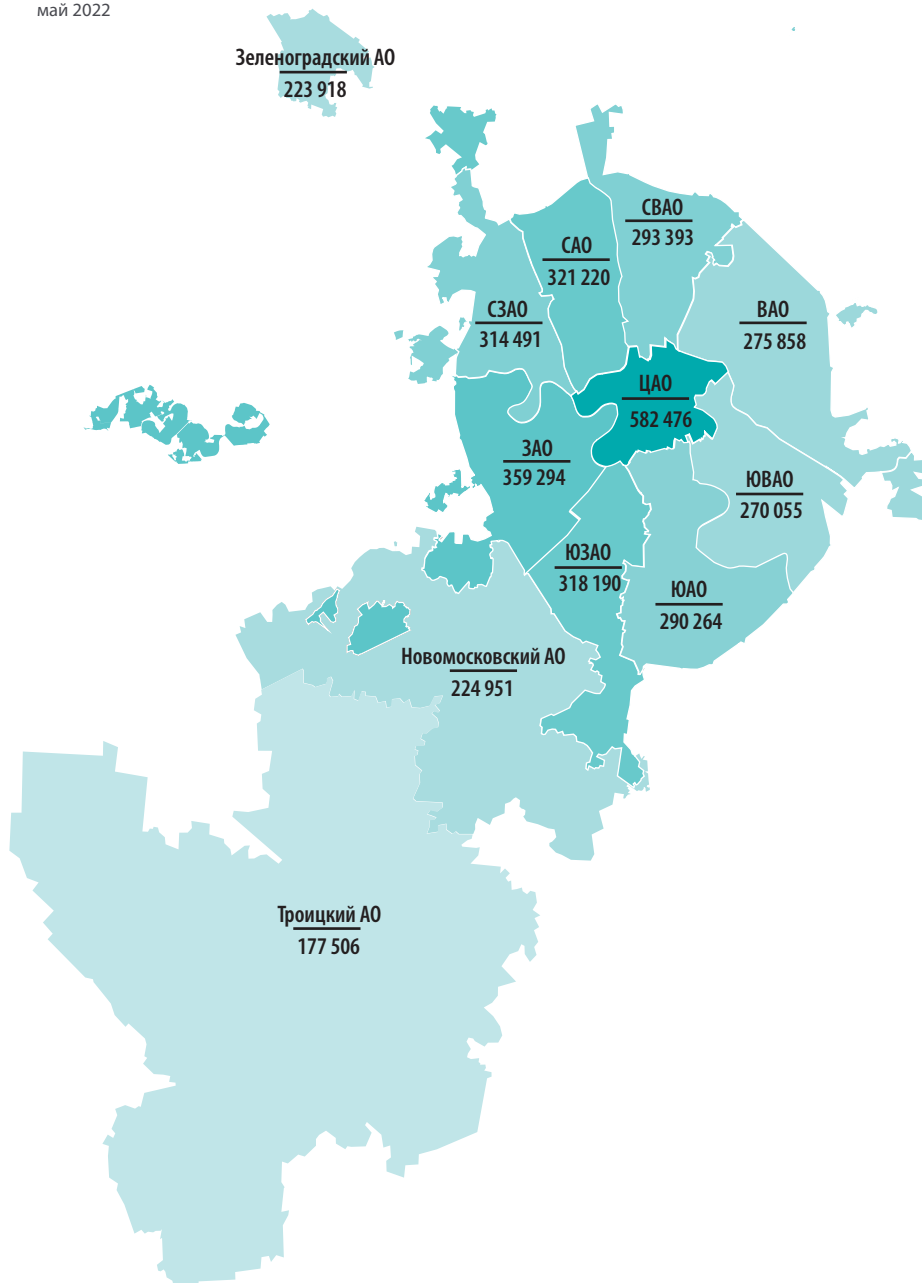 май 2022
Зеленоградский АО
223 918
СВАО
293 393
САО
321 220
СЗАО
314 491
ВАО
275 858
ЦАО
582 476
ЗАО
359 294
ЮВАО
270 055
ЮЗАО
318 190
ЮАО
290 264
Новомосковский АО
224 951
Троицкий АО
177 506